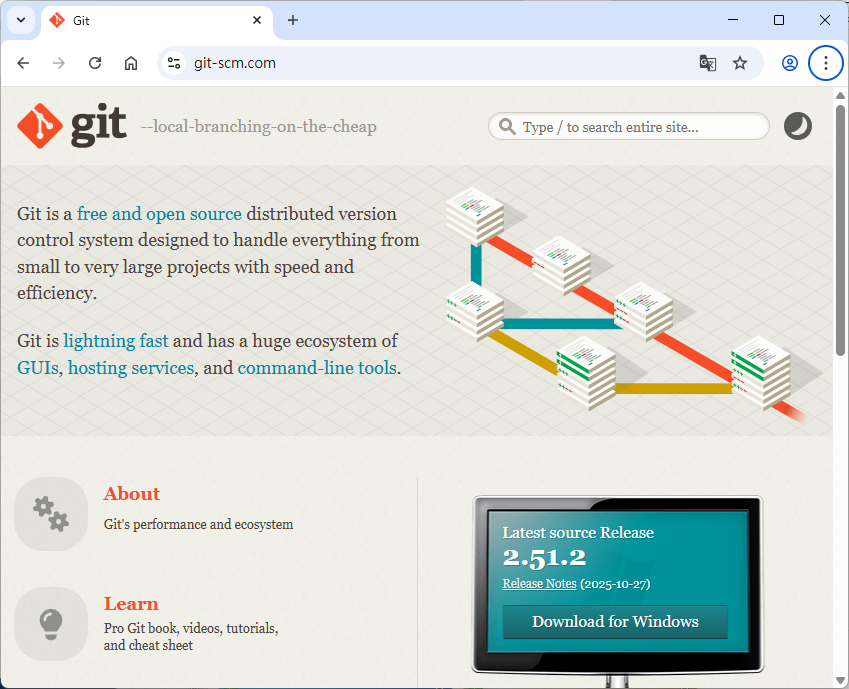 Git
git-scm.com
git --local-branching-on-the-cheap
Type / to search entire site...
Git is a free and open source distributed version
control system designed to handle everything from
small to very large projects with speed and
efficiency.
Git is lightning fast and has a huge ecosystem of
GUIs, hosting services, and command-line tools.
About
Git's performance and ecosystem
Learn
Pro Git book, videos, tutorials,
and cheat sheet
Latest source Release
2.51.2
Release Notes (2025-10-27)
Download for Windows